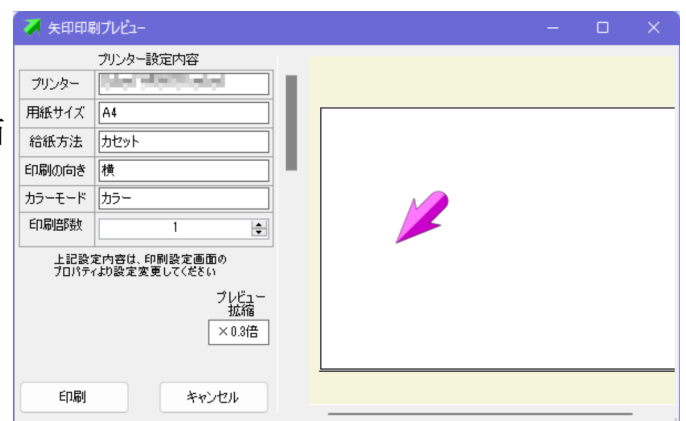 矢印印刷プレビュー
プリンター設定内容
プリンター
用紙サイズ A4
給紙方法 カセット
印刷の向き 横
カラーモード カラー
印刷部数 1
上記設定内容は、印刷設定画面の
プロパティより設定変更してください
プレビュー
拡縮
×0.3倍
印刷 キャンセル